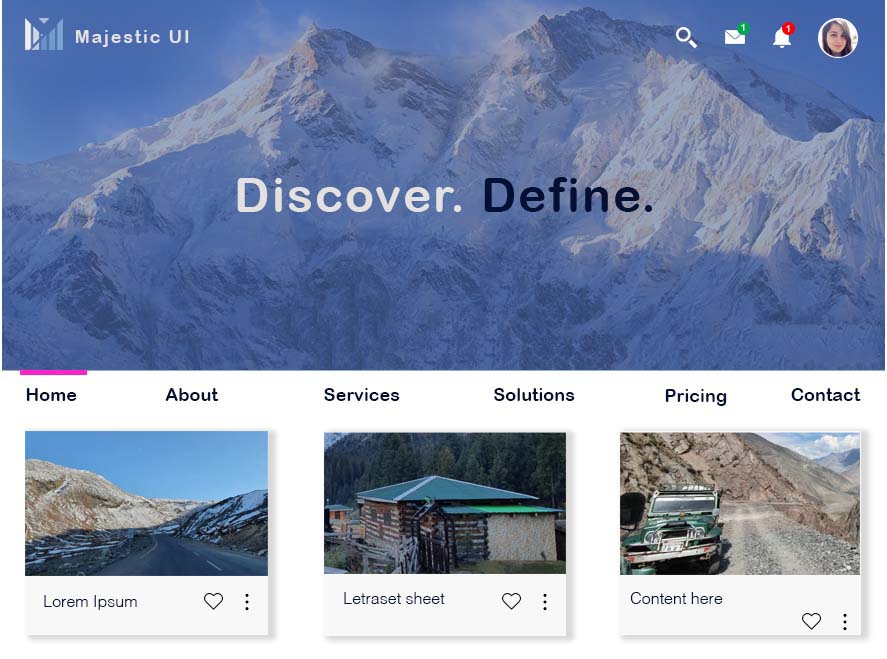 Majestic UI
1
1
Discover. Define.
Home About Services Solutions Pricing Contact
Lorem Ipsum
Letraset sheet
Content here